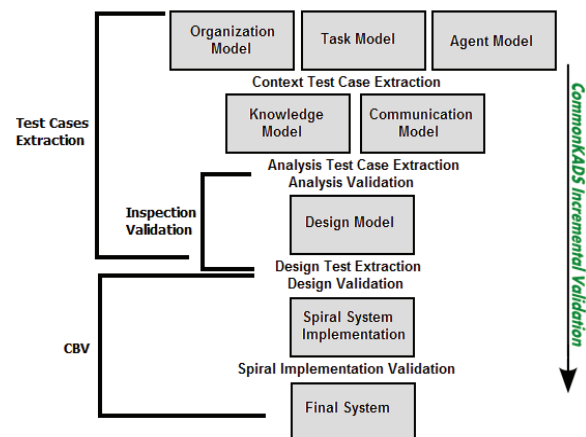 Organization
Model
Task Model
Agent Model
Context Test Case Extraction
Knowledge
Model
Communication
Model
Test Cases
Extraction
Analysis Test Case Extraction
Analysis Validation
Inspection
Validation
Design Model
Design Test Extraction
Design Validation
Spiral System
Implementation
CBV
Spiral Implementation Validation
Final System
CommonKADS Incremental Validation